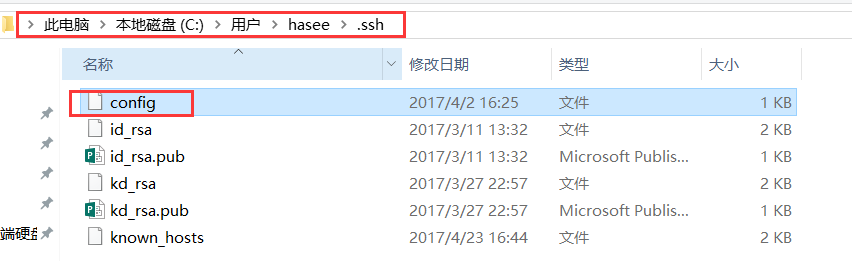 此电脑 > 本地磁盘 (C:) > 用户 > hasee > .ssh
名称 修改日期 类型 大小
config 2017/4/2 16:25 文件 1 KB
id_rsa 2017/3/11 13:32 文件 2 KB
id_rsa.pub 2017/3/11 13:32 Microsoft Publis... 1 KB
kd_rsa 2017/3/27 22:57 文件 2 KB
kd_rsa.pub 2017/3/27 22:57 Microsoft Publis... 1 KB
端硬盘
known_hosts 2017/4/23 16:44 文件 2 KB